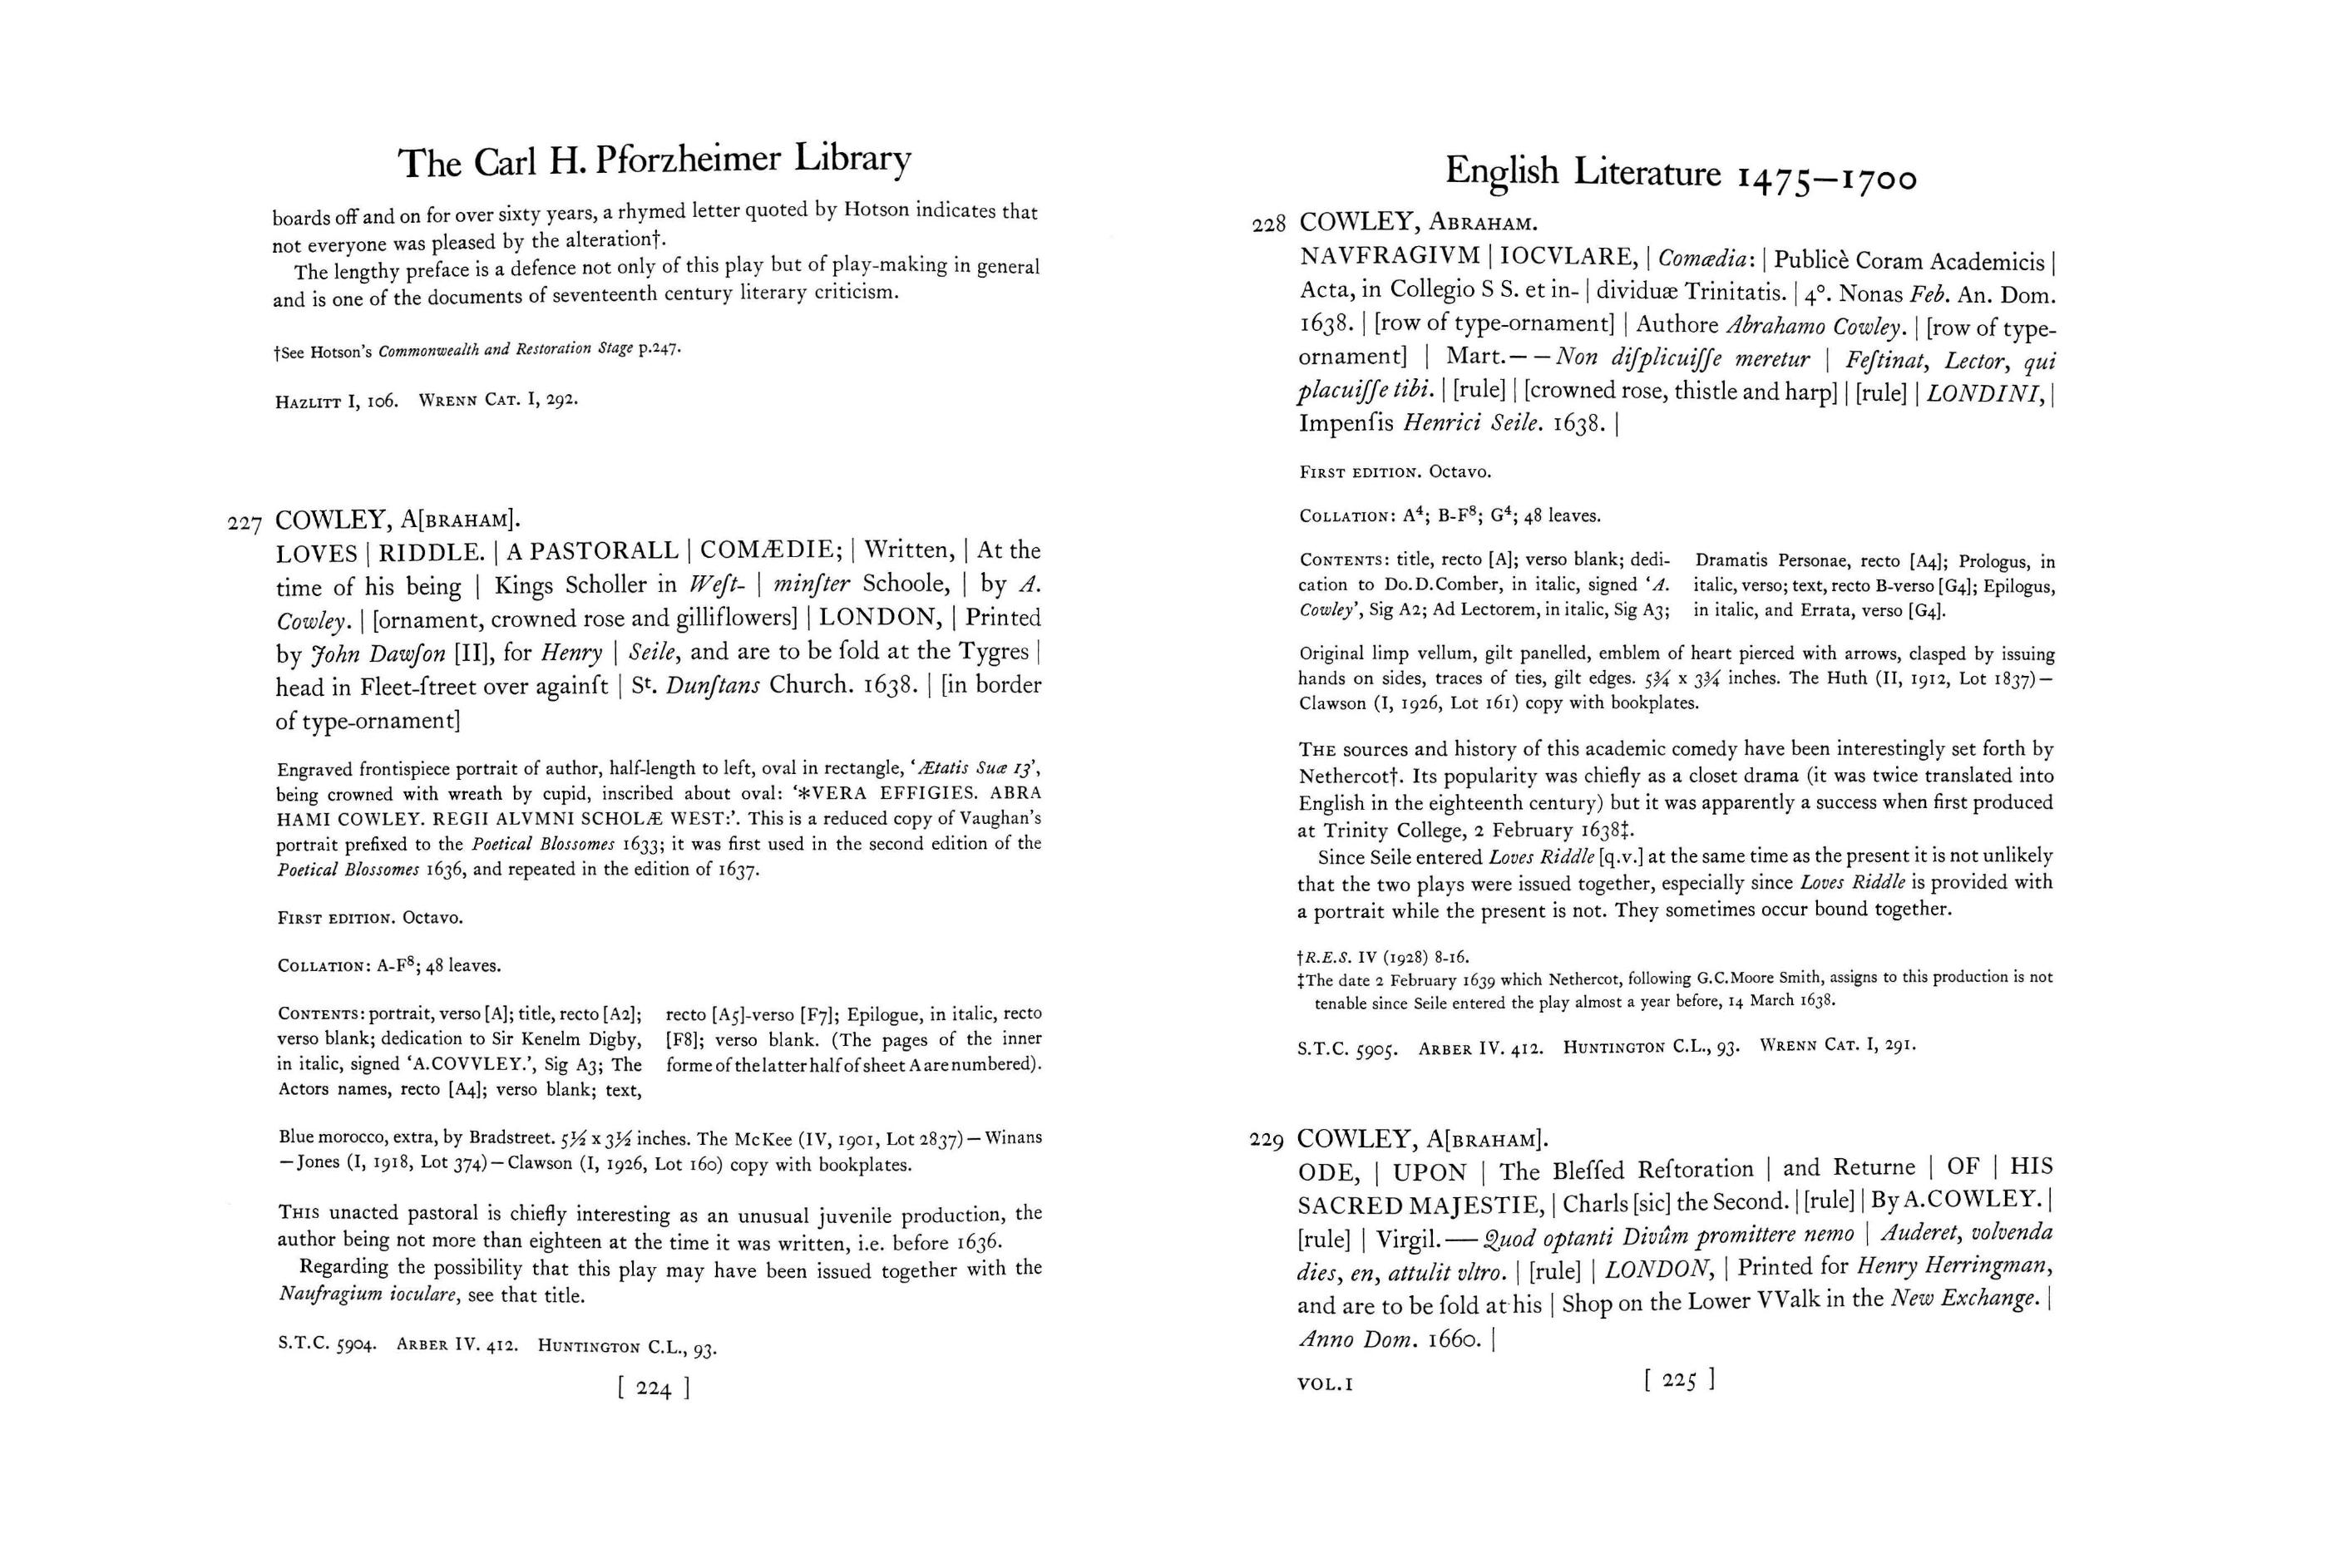 The Carl H. Pforzheimer Library
boards off and on for over sixty years, a rhymed letter quoted by Hotson indicates that
not everyone was pleased by the alteration†.
The lengthy preface is a defence not only of this play but of play-making in general
and is one of the documents of seventeenth century literary criticism.
†See Hotson's Commonwealth and Restoration Stage p.247.
HAZLITT I, 106. WRENN CAT. I, 292.
227 COWLEY, A[BRAHAM].
LOVES | RIDDLE. | A PASTORALL | COMÆDIE; | Written, | At the
time of his being | Kings Scholler in Weſt- | minſter Schoole, | by A.
Cowley. | [ornament, crowned rose and gilliflowers] | LONDON, | Printed
by John Dawſon [II], for Henry | Seile, and are to be ſold at the Tygres |
head in Fleet-ſtreet over againſt | Sᵗ. Dunſtans Church. 1638. | [in border
of type-ornament]
Engraved frontispiece portrait of author, half-length to left, oval in rectangle, 'Ætatis Suæ 13',
being crowned with wreath by cupid, inscribed about oval: '*VERA EFFIGIES. ABRA
HAMI COWLEY. REGII ALVMNI SCHOLÆ WEST:'. This is a reduced copy of Vaughan's
portrait prefixed to the Poetical Blossomes 1633; it was first used in the second edition of the
Poetical Blossomes 1636, and repeated in the edition of 1637.
FIRST EDITION. Octavo.
COLLATION: A-F⁸; 48 leaves.
CONTENTS: portrait, verso [A]; title, recto [A2];
verso blank; dedication to Sir Kenelm Digby,
in italic, signed 'A.COVVLEY.', Sig A3; The
Actors names, recto [A4]; verso blank; text,
recto [A5]-verso [F7]; Epilogue, in italic, recto
[F8]; verso blank. (The pages of the inner
forme of the latter half of sheet A are numbered).
Blue morocco, extra, by Bradstreet. 5½ x 3½ inches. The McKee (IV, 1901, Lot 2837)—Winans
—Jones (I, 1918, Lot 374)—Clawson (I, 1926, Lot 160) copy with bookplates.
THIS unacted pastoral is chiefly interesting as an unusual juvenile production, the
author being not more than eighteen at the time it was written, i.e. before 1636.
Regarding the possibility that this play may have been issued together with the
Naufragium ioculare, see that title.
S.T.C. 5904. ARBER IV. 412. HUNTINGTON C.L., 93.
[ 224 ]
English Literature 1475—1700
228 COWLEY, ABRAHAM.
NAVFRAGIVM | IOCVLARE, | Comœdia: | Publicè Coram Academicis |
Acta, in Collegio S S. et in- | dividuæ Trinitatis. | 4°. Nonas Feb. An. Dom.
1638. | [row of type-ornament] | Authore Abrahamo Cowley. | [row of type-
ornament] | Mart.— —Non diſplicuiſſe meretur | Feſtinat, Lector, qui
placuiſſe tibi. | [rule] | [crowned rose, thistle and harp] | [rule] | LONDINI, |
Impenſis Henrici Seile. 1638. |
FIRST EDITION. Octavo.
COLLATION: A⁴; B-F⁸; G⁴; 48 leaves.
CONTENTS: title, recto [A]; verso blank; dedi-
cation to Do.D.Comber, in italic, signed 'A.
Cowley', Sig A2; Ad Lectorem, in italic, Sig A3;
Dramatis Personae, recto [A4]; Prologus, in
italic, verso; text, recto B-verso [G4]; Epilogus,
in italic, and Errata, verso [G4].
Original limp vellum, gilt panelled, emblem of heart pierced with arrows, clasped by issuing
hands on sides, traces of ties, gilt edges. 5¾ x 3¾ inches. The Huth (II, 1912, Lot 1837)—
Clawson (I, 1926, Lot 161) copy with bookplates.
THE sources and history of this academic comedy have been interestingly set forth by
Nethercot†. Its popularity was chiefly as a closet drama (it was twice translated into
English in the eighteenth century) but it was apparently a success when first produced
at Trinity College, 2 February 1638‡.
Since Seile entered Loves Riddle [q.v.] at the same time as the present it is not unlikely
that the two plays were issued together, especially since Loves Riddle is provided with
a portrait while the present is not. They sometimes occur bound together.
†R.E.S. IV (1928) 8-16.
‡The date 2 February 1639 which Nethercot, following G.C.Moore Smith, assigns to this production is not
tenable since Seile entered the play almost a year before, 14 March 1638.
S.T.C. 5905. ARBER IV. 412. HUNTINGTON C.L., 93. WRENN CAT. I, 291.
229 COWLEY, A[BRAHAM].
ODE, | UPON | The Bleſſed Reſtoration | and Returne | OF | HIS
SACRED MAJESTIE, | Charls [sic] the Second. | [rule] | By A.COWLEY. |
[rule] | Virgil.—— Quod optanti Divûm promittere nemo | Auderet, volvenda
dies, en, attulit vltro. | [rule] | LONDON, | Printed for Henry Herringman,
and are to be ſold at his | Shop on the Lower VValk in the New Exchange. |
Anno Dom. 1660. |
VOL.I
[ 225 ]